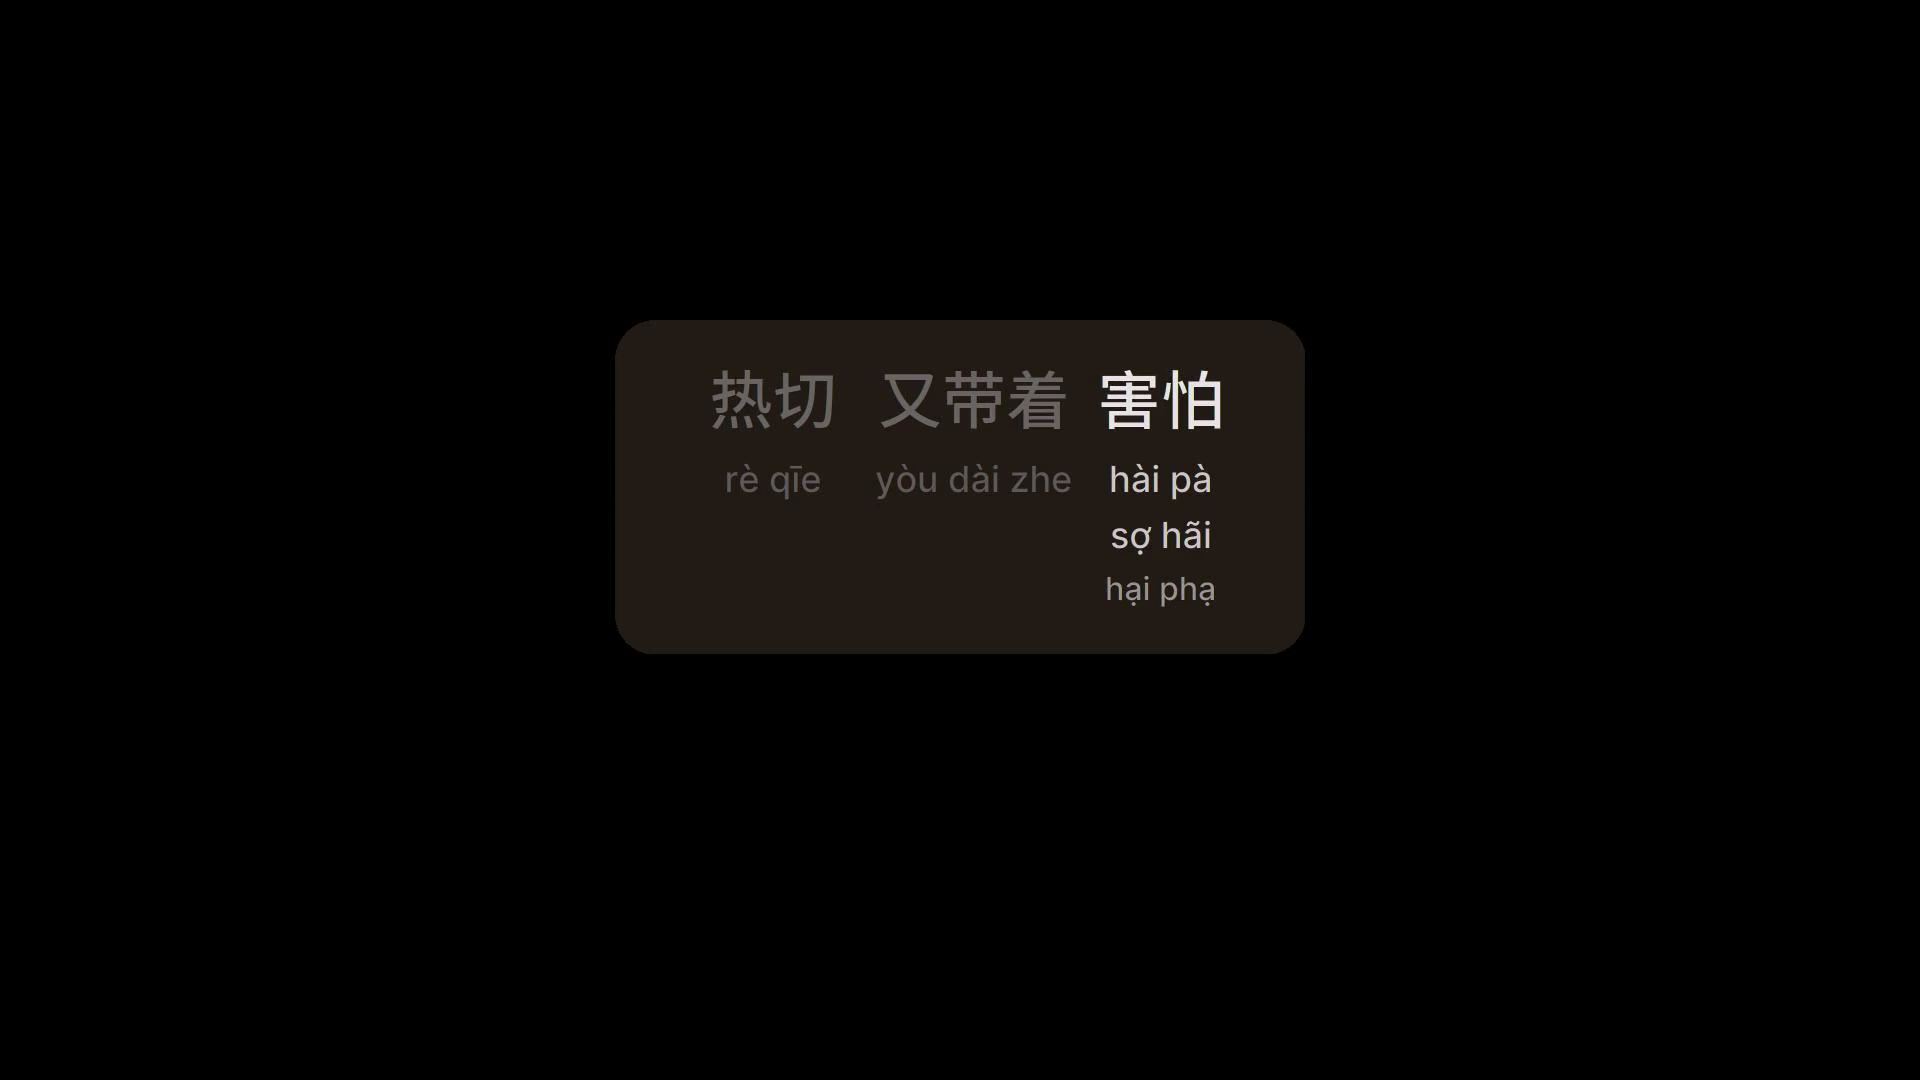 热切 又带着 害怕
rè qīe yòu dài zhe hài pà
sợ hãi
hại phạ